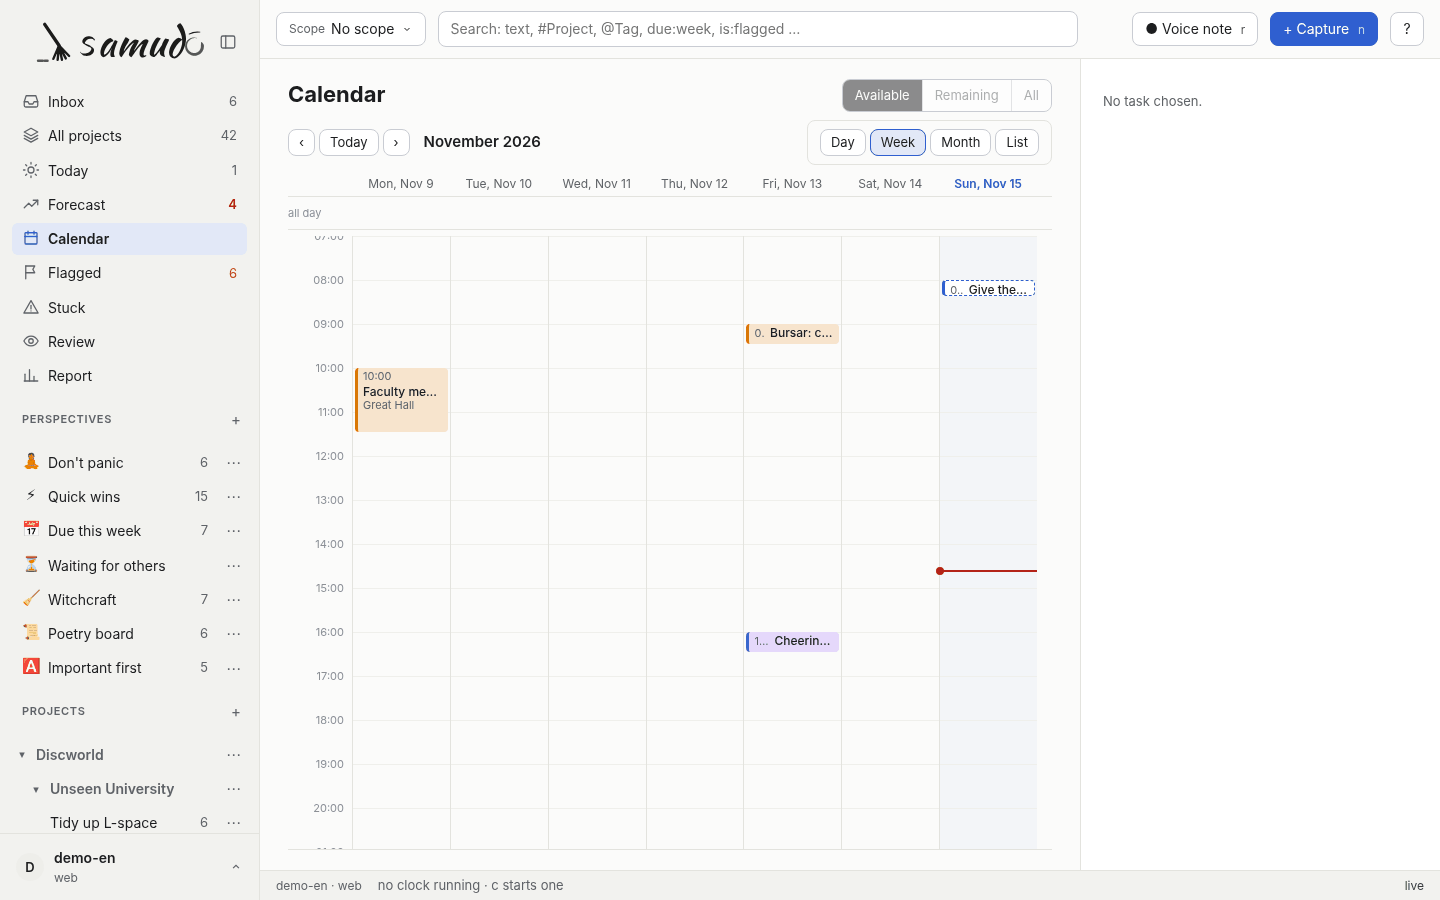 samudō
Inbox 6
All projects 42
Today 1
Forecast 4
Calendar
Flagged 6
Stuck
Review
Report
PERSPECTIVES +
Don't panic 6 ...
Quick wins 15 ...
Due this week 7 ...
Waiting for others ...
Witchcraft 7 ...
Poetry board 6 ...
Important first 5 ...
PROJECTS +
Discworld ...
Unseen University ...
Tidy up L-space 6 ...
D demo-en
web
Scope No scope
Search: text, #Project, @Tag, due:week, is:flagged ...
Voice note r
+ Capture n
?
Calendar
Available Remaining All
‹ Today › November 2026
Day Week Month List
Mon, Nov 9 Tue, Nov 10 Wed, Nov 11 Thu, Nov 12 Fri, Nov 13 Sat, Nov 14 Sun, Nov 15
all day
07:00
08:00
0.. Give the...
09:00
0. Bursar: c...
10:00
10:00
Faculty me...
Great Hall
11:00
12:00
13:00
14:00
15:00
16:00
1... Cheerin...
17:00
18:00
19:00
20:00
No task chosen.
demo-en · web no clock running · c starts one
live